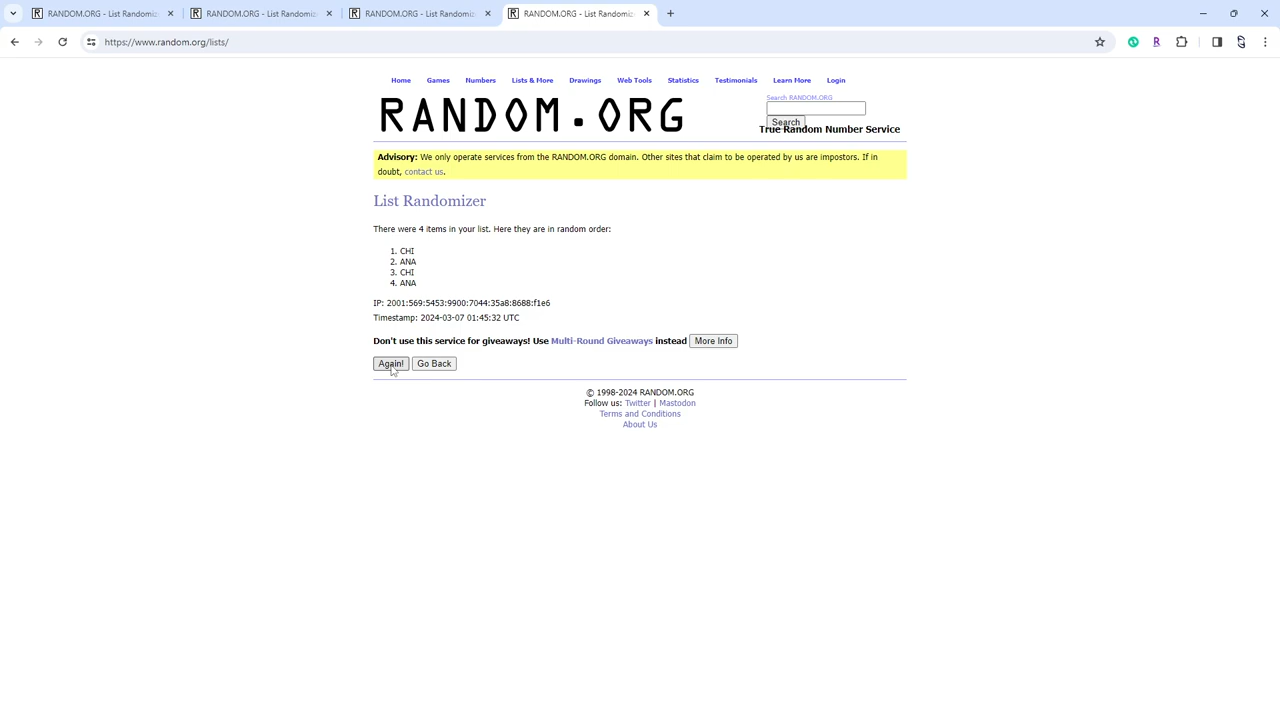 RANDOM.ORG - List Randomiz
RANDOM.ORG - List Randomiz
RANDOM.ORG - List Randomiz
RANDOM.ORG - List Randomiz
https://www.random.org/lists/
Home Games Numbers Lists & More Drawings Web Tools Statistics Testimonials Learn More Login
Search RANDOM.ORG
RANDOM.ORG
Search
True Random Number Service
Advisory: We only operate services from the RANDOM.ORG domain. Other sites that claim to be operated by us are impostors. If in
doubt, contact us.
List Randomizer
There were 4 items in your list. Here they are in random order:
1. CHI
2. ANA
3. CHI
4. ANA
IP: 2001:569:5453:9900:7044:35a8:8688:f1e6
Timestamp: 2024-03-07 01:45:32 UTC
Don't use this service for giveaways! Use Multi-Round Giveaways instead More Info
Again! Go Back
© 1998-2024 RANDOM.ORG
Follow us: Twitter | Mastodon
Terms and Conditions
About Us